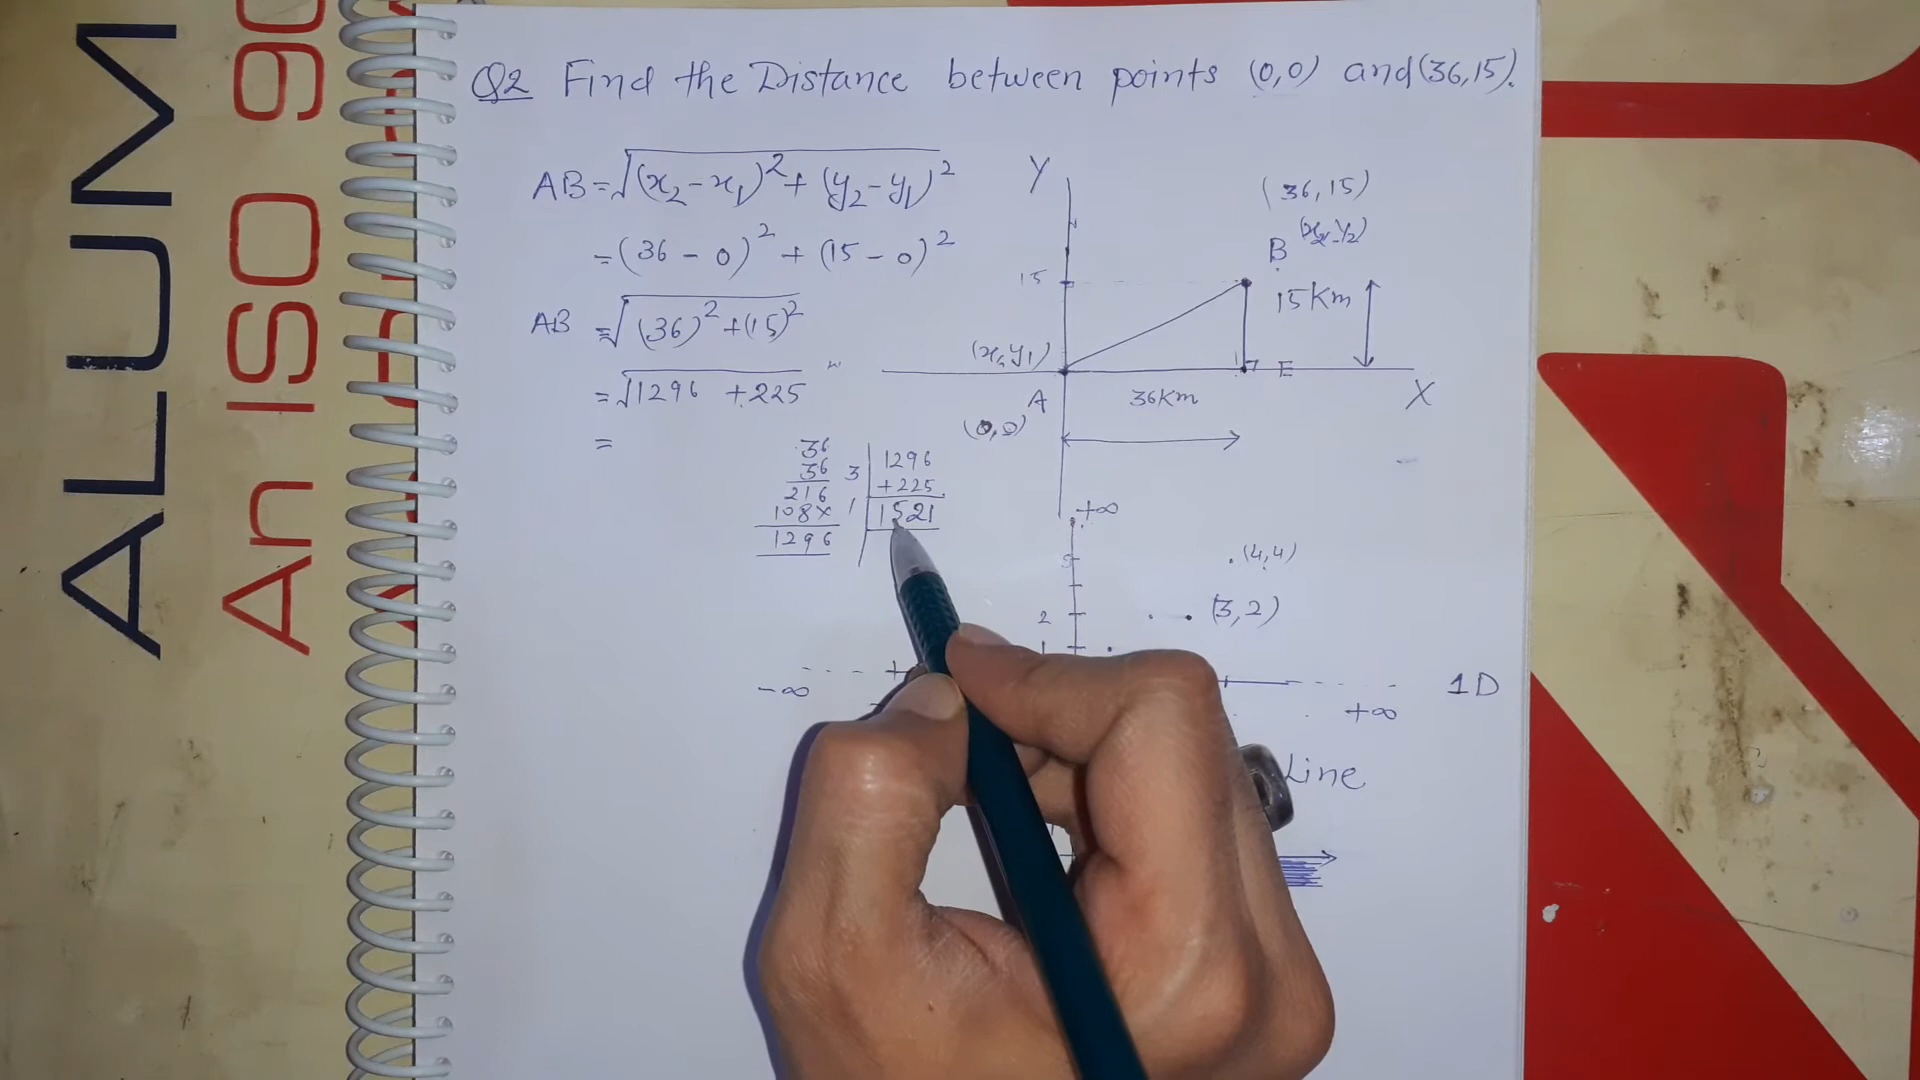 Q2 Find the Distance between points (0,0) and (36,15).
AB = √(x₂-x₁)² + (y₂-y₁)²
= (36 - 0)² + (15 - 0)²
AB = √(36)² + (15)²
= √1296 + 225
=
36
36
216
108x
1296
3
1
1296
+225
1521
Y
(36,15)
B
15
15Km
(x₁,y₁)
A
(0,0)
36Km
E
X
+∞
5
(4,4)
2
(3,2)
1
-∞
+∞
1D
Line
ALUM
An ISO 90